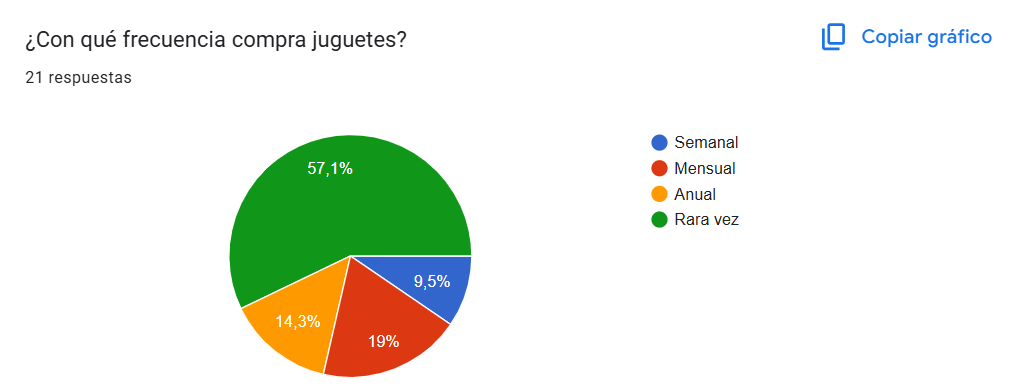 ¿Con qué frecuencia compra juguetes?
Copiar gráfico
21 respuestas
Semanal
Mensual
Anual
Rara vez
57,1%
9,5%
14,3%
19%